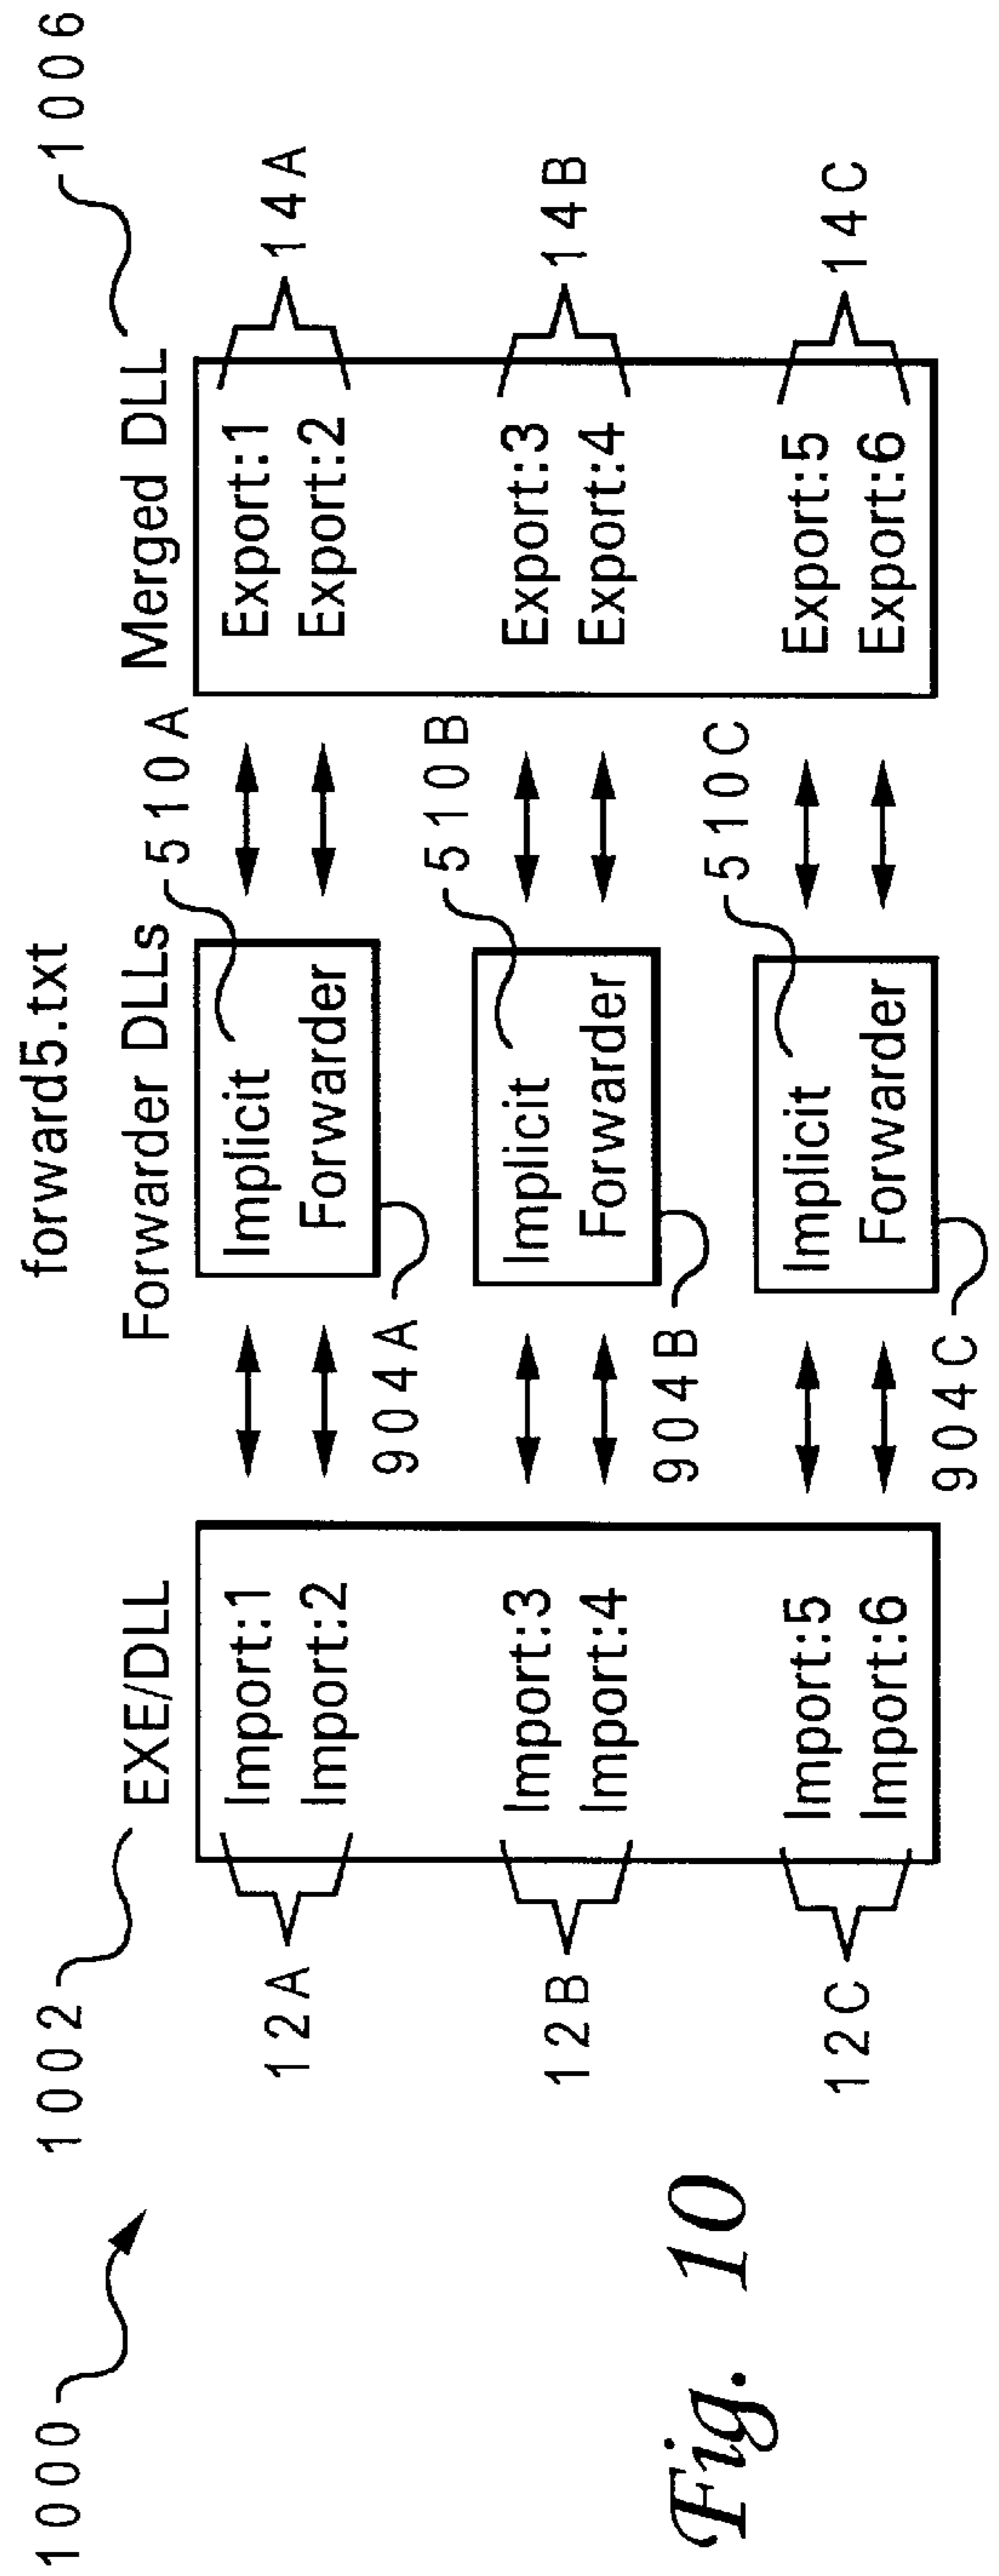 forward5.txt
1000
1002
EXE/DLL
Forwarder DLLs
Merged DLL
1006
12A
Import:1
Import:2
904A
Implicit
Forwarder
510A
Export:1
Export:2
14A
12B
Import:3
Import:4
904B
Implicit
Forwarder
510B
Export:3
Export:4
14B
12C
Import:5
Import:6
904C
Implicit
Forwarder
510C
Export:5
Export:6
14C
Fig. 10